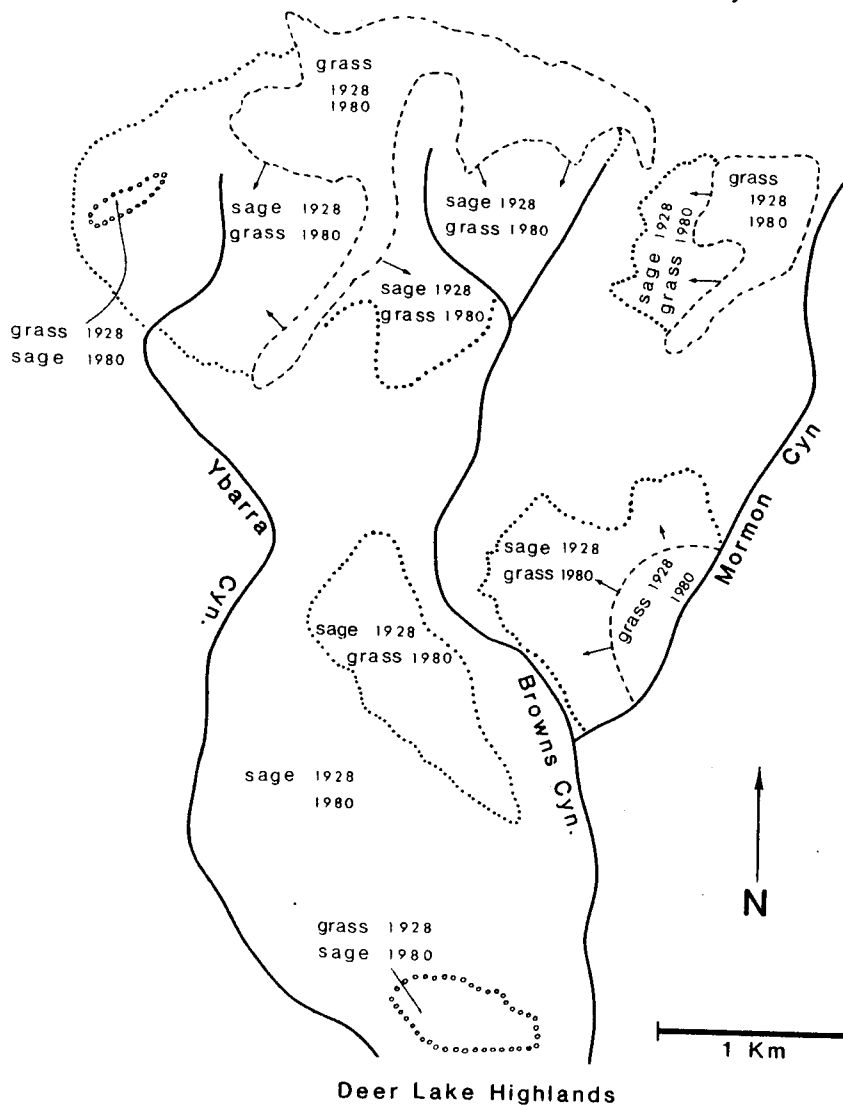 grass
1928
1980
grass
1928
1980
sage 1928
grass 1980
sage 1928
grass 1980
sage 1928
grass 1980
sage 1928
grass 1980
grass 1928
sage 1980
Ybarra
Cyn.
Mormon Cyn
sage 1928
grass 1980
grass 1928
1980
sage 1928
grass 1980
Browns Cyn.
sage 1928
1980
N
grass 1928
sage 1980
1 Km
Deer Lake Highlands